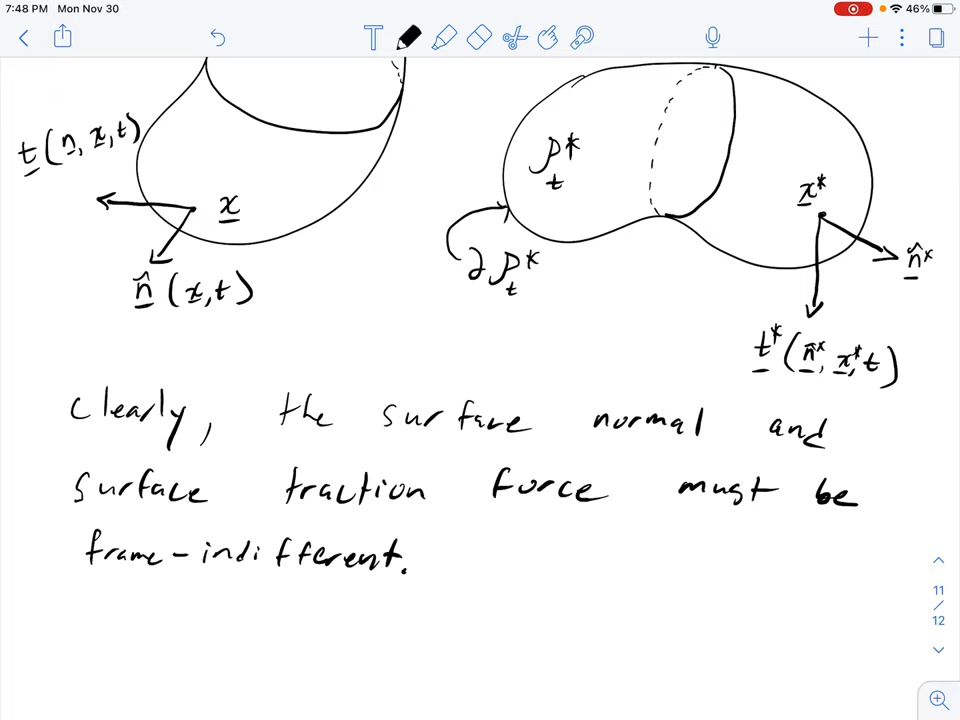 7:48 PM Mon Nov 30
46%
T
t(n, x, t)
x
n̂ (x, t)
P*t
∂P*t
x*
n̂*
t*(n̂*, x*, t)
Clearly, the surface normal and
surface traction force must be
frame-indifferent.
11
/
12